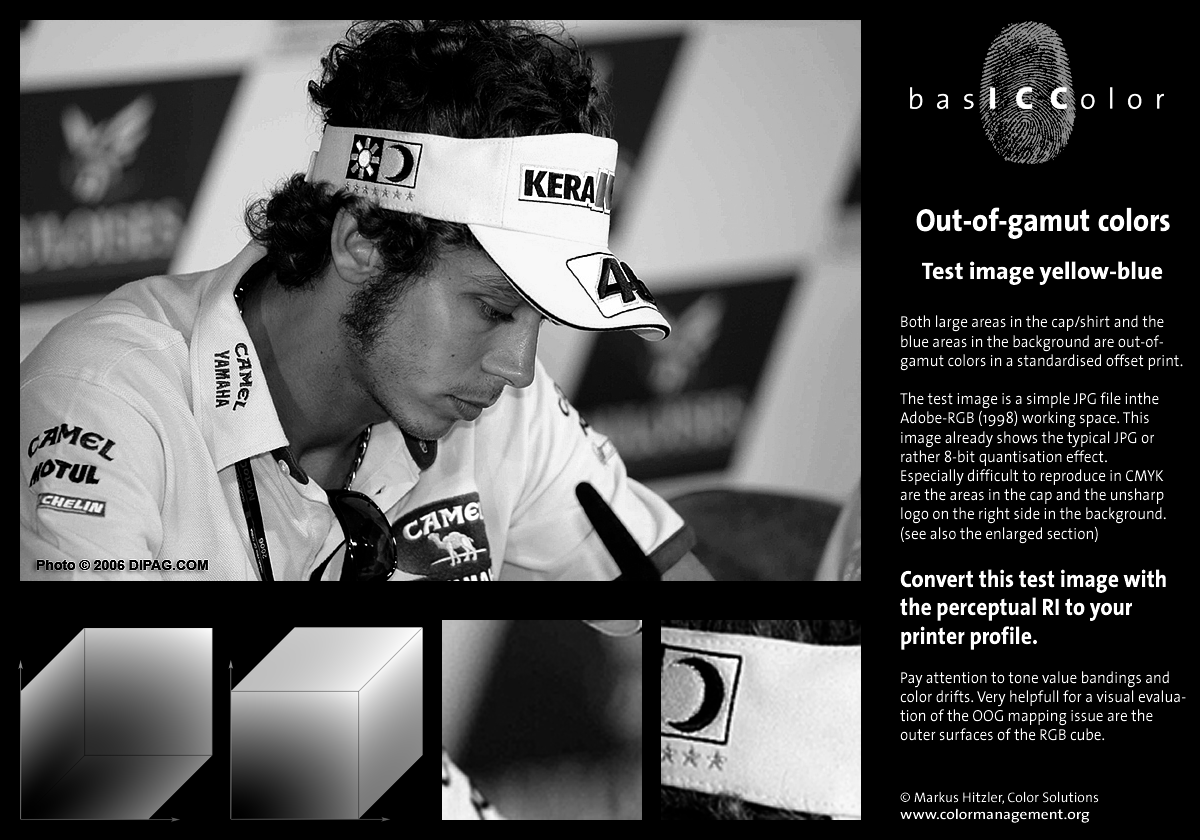 basICColor
Out-of-gamut colors
Test image yellow-blue
Both large areas in the cap/shirt and the
blue areas in the background are out-of-
gamut colors in a standardised offset print.
The test image is a simple JPG file inthe
Adobe-RGB (1998) working space. This
image already shows the typical JPG or
rather 8-bit quantisation effect.
Especially difficult to reproduce in CMYK
are the areas in the cap and the unsharp
logo on the right side in the background.
(see also the enlarged section)
Convert this test image with
the perceptual RI to your
printer profile.
Pay attention to tone value bandings and
color drifts. Very helpfull for a visual evalua-
tion of the OOG mapping issue are the
outer surfaces of the RGB cube.
© Markus Hitzler, Color Solutions
www.colormanagement.org
KERA
CAMEL
YAMAHA
CAMEL
MOTUL
CHELIN
CAMEL
2006
Photo © 2006 DIPAG.COM